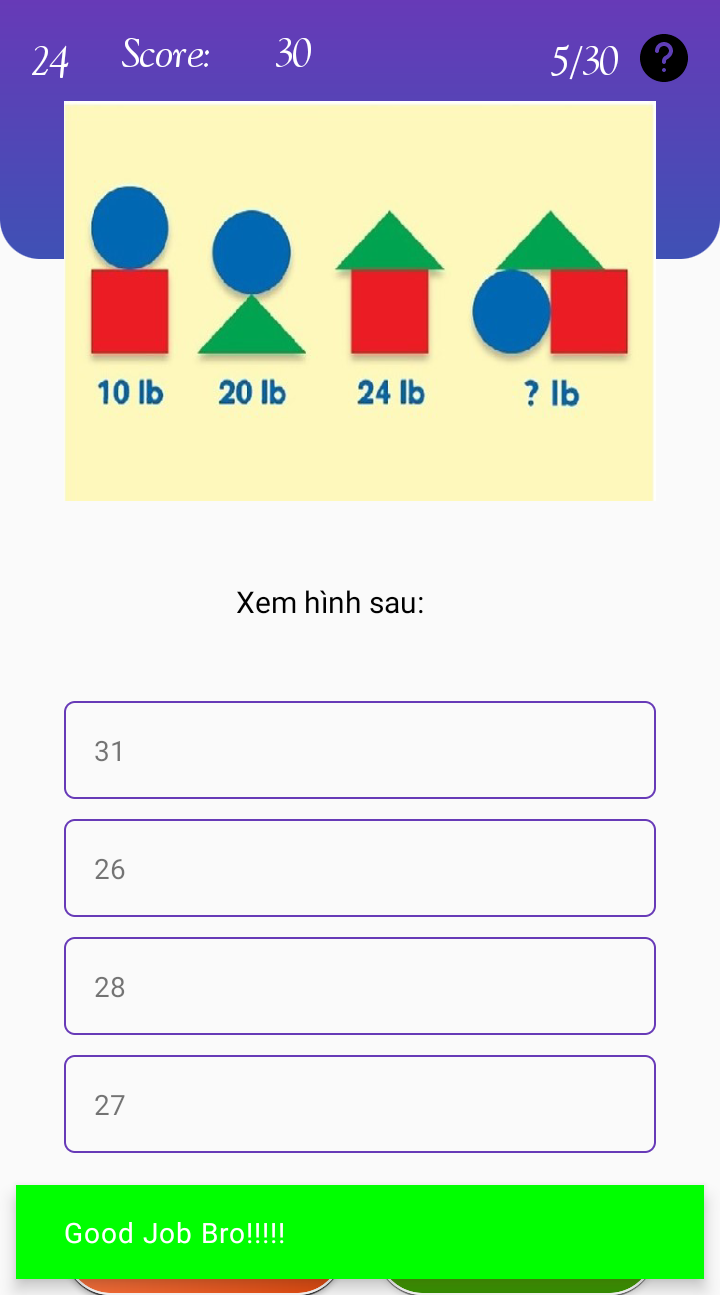 24 Score: 30 5/30 ?
10 lb 20 lb 24 lb ? lb
Xem hình sau:
31
26
28
27
Good Job Bro!!!!!